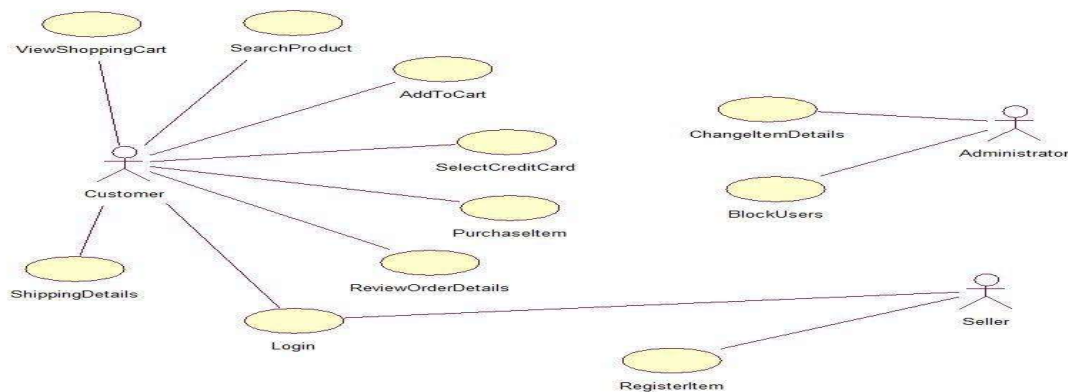 ViewShoppingCart
SearchProduct
AddToCart
ChangeItemDetails
Administrator
SelectCreditCard
Customer
BlockUsers
PurchaseItem
ShippingDetails
ReviewOrderDetails
Seller
Login
RegisterItem